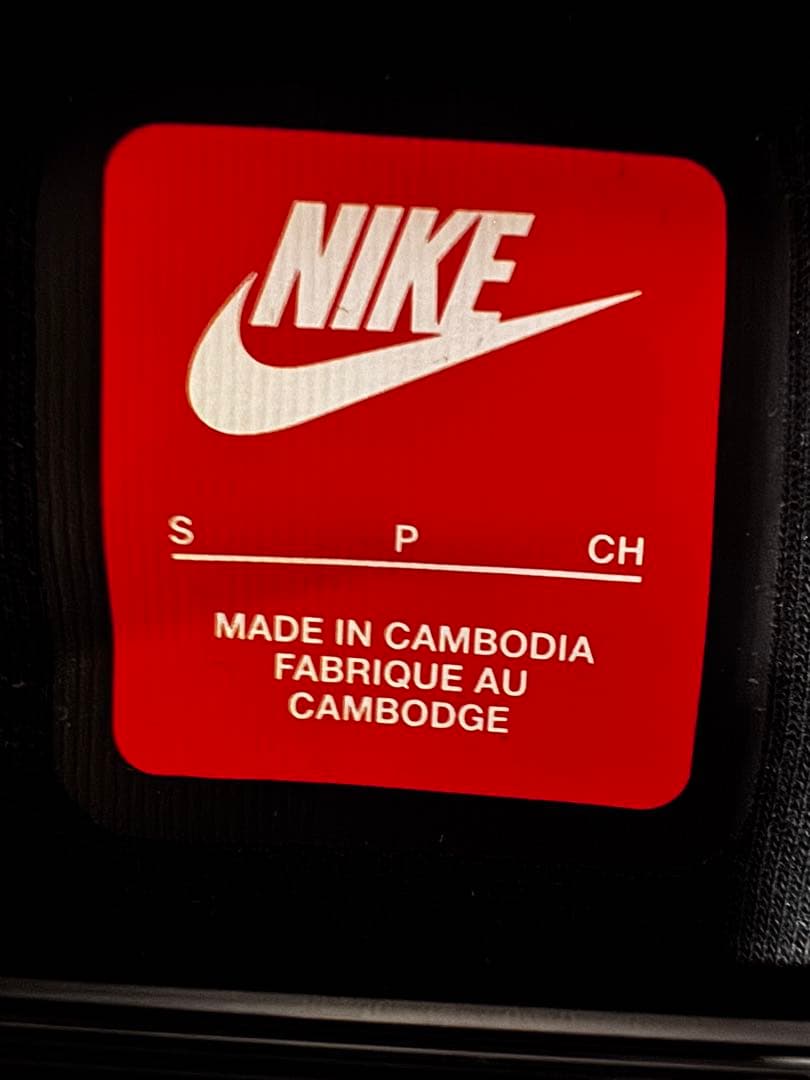 NIKE
S P CH
MADE IN CAMBODIA
FABRIQUE AU
CAMBODGE